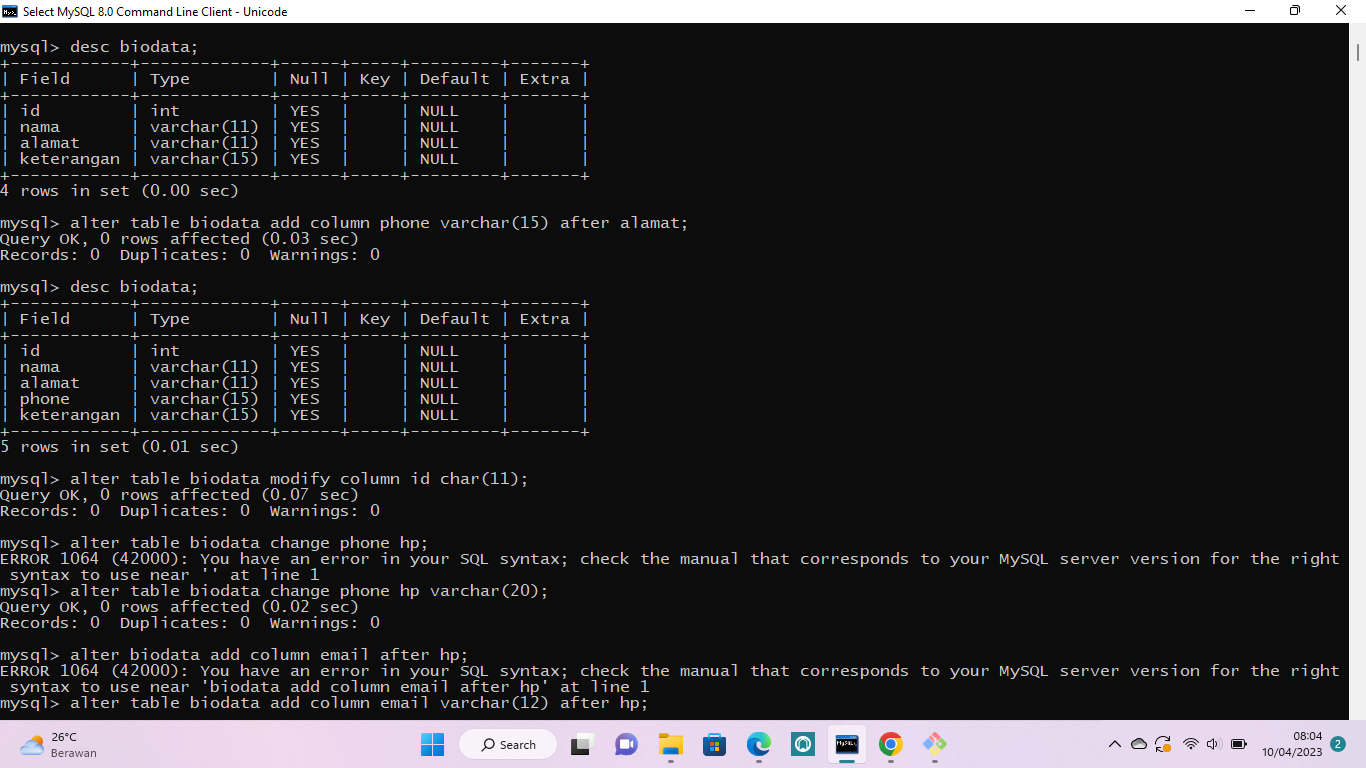 Select MySQL 8.0 Command Line Client - Unicode
mysql> desc biodata;
+------------+-------------+------+-----+---------+-------+
| Field      | Type        | Null | Key | Default | Extra |
+------------+-------------+------+-----+---------+-------+
| id         | int         | YES  |     | NULL    |       |
| nama       | varchar(11) | YES  |     | NULL    |       |
| alamat     | varchar(11) | YES  |     | NULL    |       |
| keterangan | varchar(15) | YES  |     | NULL    |       |
+------------+-------------+------+-----+---------+-------+
4 rows in set (0.00 sec)
mysql> alter table biodata add column phone varchar(15) after alamat;
Query OK, 0 rows affected (0.03 sec)
Records: 0  Duplicates: 0  Warnings: 0
mysql> desc biodata;
+------------+-------------+------+-----+---------+-------+
| Field      | Type        | Null | Key | Default | Extra |
+------------+-------------+------+-----+---------+-------+
| id         | int         | YES  |     | NULL    |       |
| nama       | varchar(11) | YES  |     | NULL    |       |
| alamat     | varchar(11) | YES  |     | NULL    |       |
| phone      | varchar(15) | YES  |     | NULL    |       |
| keterangan | varchar(15) | YES  |     | NULL    |       |
+------------+-------------+------+-----+---------+-------+
5 rows in set (0.01 sec)
mysql> alter table biodata modify column id char(11);
Query OK, 0 rows affected (0.07 sec)
Records: 0  Duplicates: 0  Warnings: 0
mysql> alter table biodata change phone hp;
ERROR 1064 (42000): You have an error in your SQL syntax; check the manual that corresponds to your MySQL server version for the right
 syntax to use near '' at line 1
mysql> alter table biodata change phone hp varchar(20);
Query OK, 0 rows affected (0.02 sec)
Records: 0  Duplicates: 0  Warnings: 0
mysql> alter biodata add column email after hp;
ERROR 1064 (42000): You have an error in your SQL syntax; check the manual that corresponds to your MySQL server version for the right
 syntax to use near 'biodata add column email after hp' at line 1
mysql> alter table biodata add column email varchar(12) after hp;
26°C
Berawan
Search
08:04
10/04/2023
2